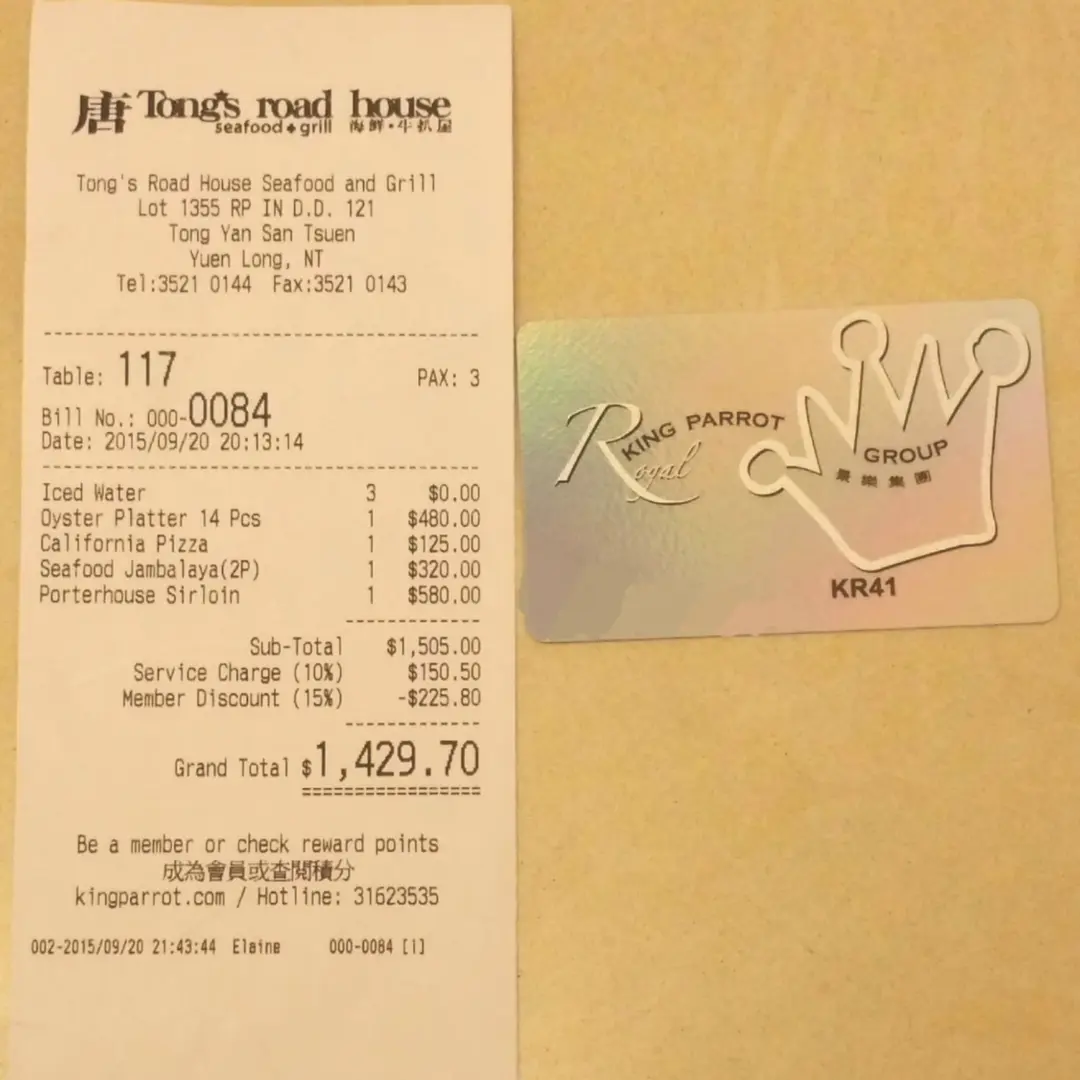 唐 Tong's road house
seafood♦grill 海鮮・牛扒屋
Tong's Road House Seafood and Grill
Lot 1355 RP IN D.D. 121
Tong Yan San Tsuen
Yuen Long, NT
Tel:3521 0144 Fax:3521 0143
Table: 117 PAX: 3
Bill No.: 000-0084
Date: 2015/09/20 20:13:14
Iced Water 3 $0.00
Oyster Platter 14 Pcs 1 $480.00
California Pizza 1 $125.00
Seafood Jambalaya(2P) 1 $320.00
Porterhouse Sirloin 1 $580.00
Sub-Total $1,505.00
Service Charge (10%) $150.50
Member Discount (15%) -$225.80
Grand Total $1,429.70
Be a member or check reward points
成為會員或查閱積分
kingparrot.com / Hotline: 31623535
002-2015/09/20 21:43:44 Elaine 000-0084 [1]
KING PARROT
Royal
GROUP
景樂集團
KR41